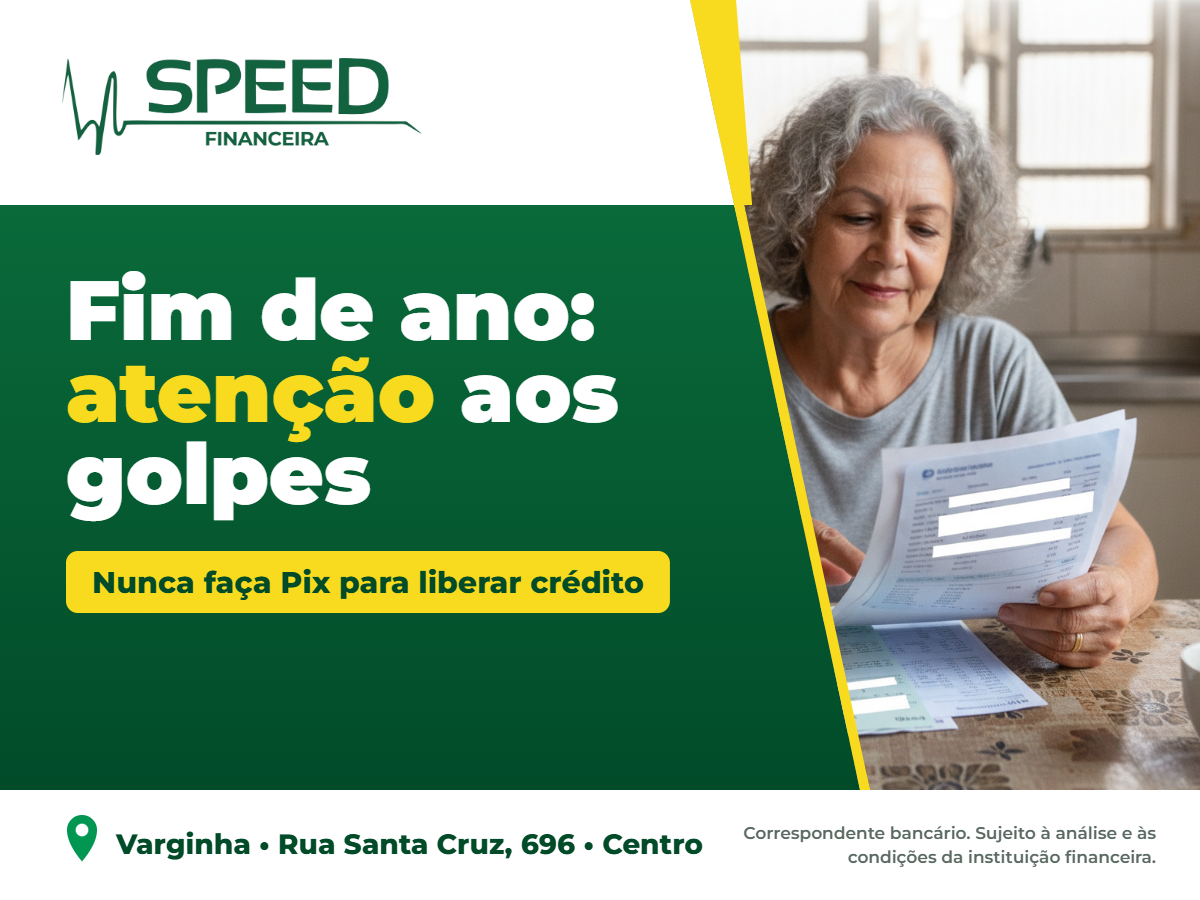 SPEED
FINANCEIRA
Fim de ano:
atenção aos
golpes
Nunca faça Pix para liberar crédito
Varginha • Rua Santa Cruz, 696 • Centro
Correspondente bancário. Sujeito à análise e às
condições da instituição financeira.